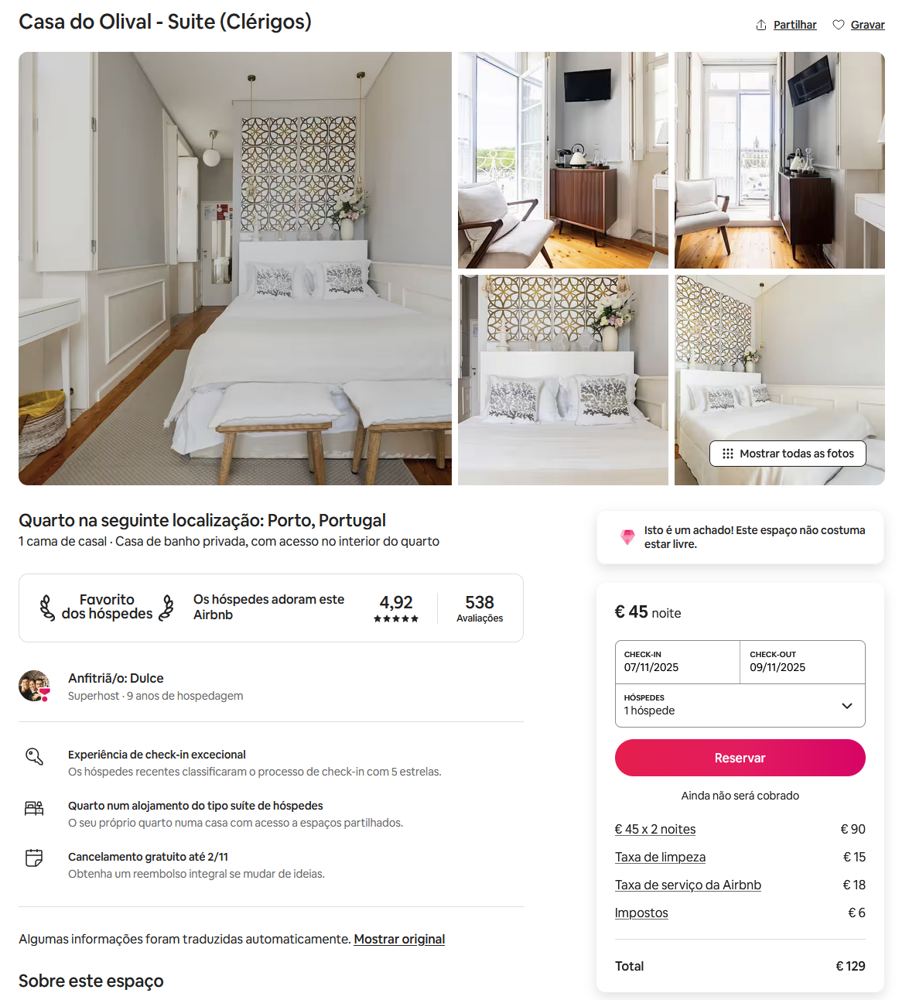 Casa do Olival - Suite (Clérigos)
Partilhar
Gravar
Mostrar todas as fotos
Quarto na seguinte localização: Porto, Portugal
1 cama de casal · Casa de banho privada, com acesso no interior do quarto
Favorito
dos hóspedes
Os hóspedes adoram este
Airbnb
4,92
538
Avaliações
Anfitriã/o: Dulce
Superhost · 9 anos de hospedagem
Experiência de check-in excecional
Os hóspedes recentes classificaram o processo de check-in com 5 estrelas.
Quarto num alojamento do tipo suíte de hóspedes
O seu próprio quarto numa casa com acesso a espaços partilhados.
Cancelamento gratuito até 2/11
Obtenha um reembolso integral se mudar de ideias.
Algumas informações foram traduzidas automaticamente. Mostrar original
Sobre este espaço
Isto é um achado! Este espaço não costuma
estar livre.
€ 45 noite
CHECK-IN
07/11/2025
CHECK-OUT
09/11/2025
HÓSPEDES
1 hóspede
Reservar
Ainda não será cobrado
€ 45 x 2 noites € 90
Taxa de limpeza € 15
Taxa de serviço da Airbnb € 18
Impostos € 6
Total € 129